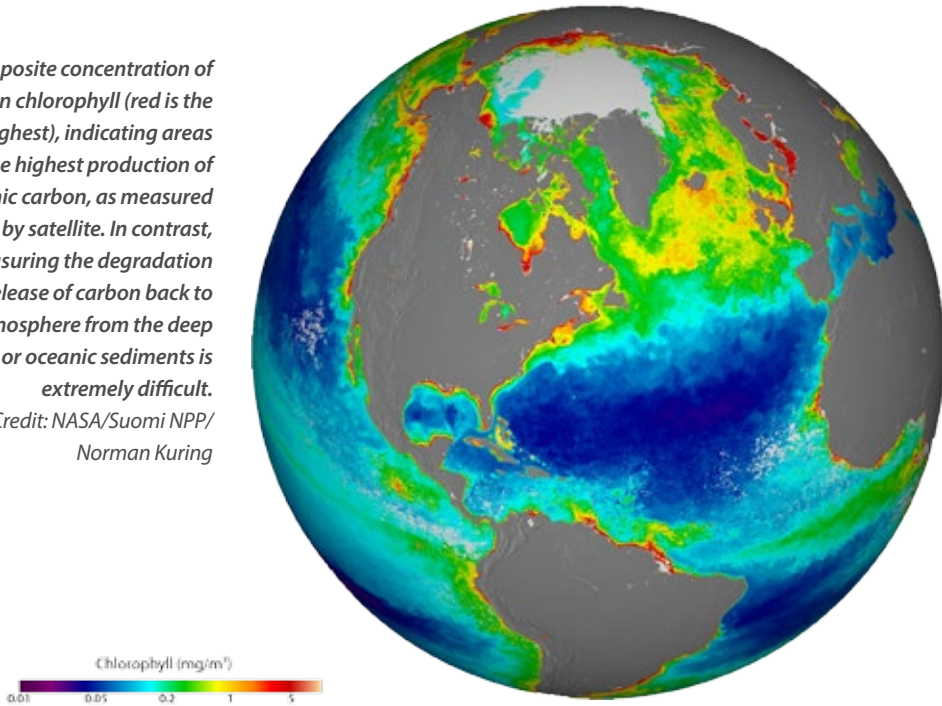 posite concentration of
n chlorophyll (red is the
ghest), indicating areas
e highest production of
nic carbon, as measured
by satellite. In contrast,
suring the degradation
elease of carbon back to
nosphere from the deep
or oceanic sediments is
extremely difficult.
Credit: NASA/Suomi NPP/
Norman Kuring
Chlorophyll (mg/m³)
0.01 0.05 0.2 1 5